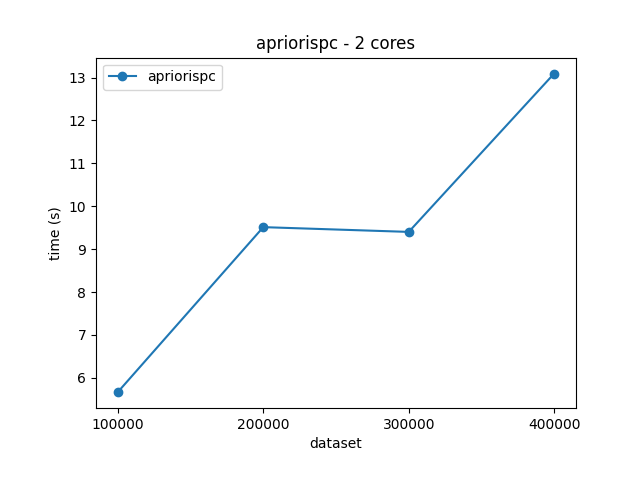 apriorispc - 2 cores
apriorispc
13
12
11
10
9
8
7
6
time (s)
100000 200000 300000 400000
dataset